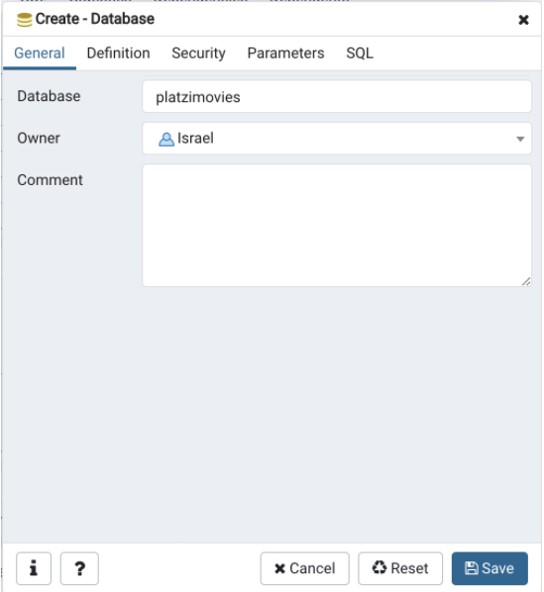 Create - Database
General Definition Security Parameters SQL
Database platzimovies
Owner Israel
Comment
i ? Cancel Reset Save